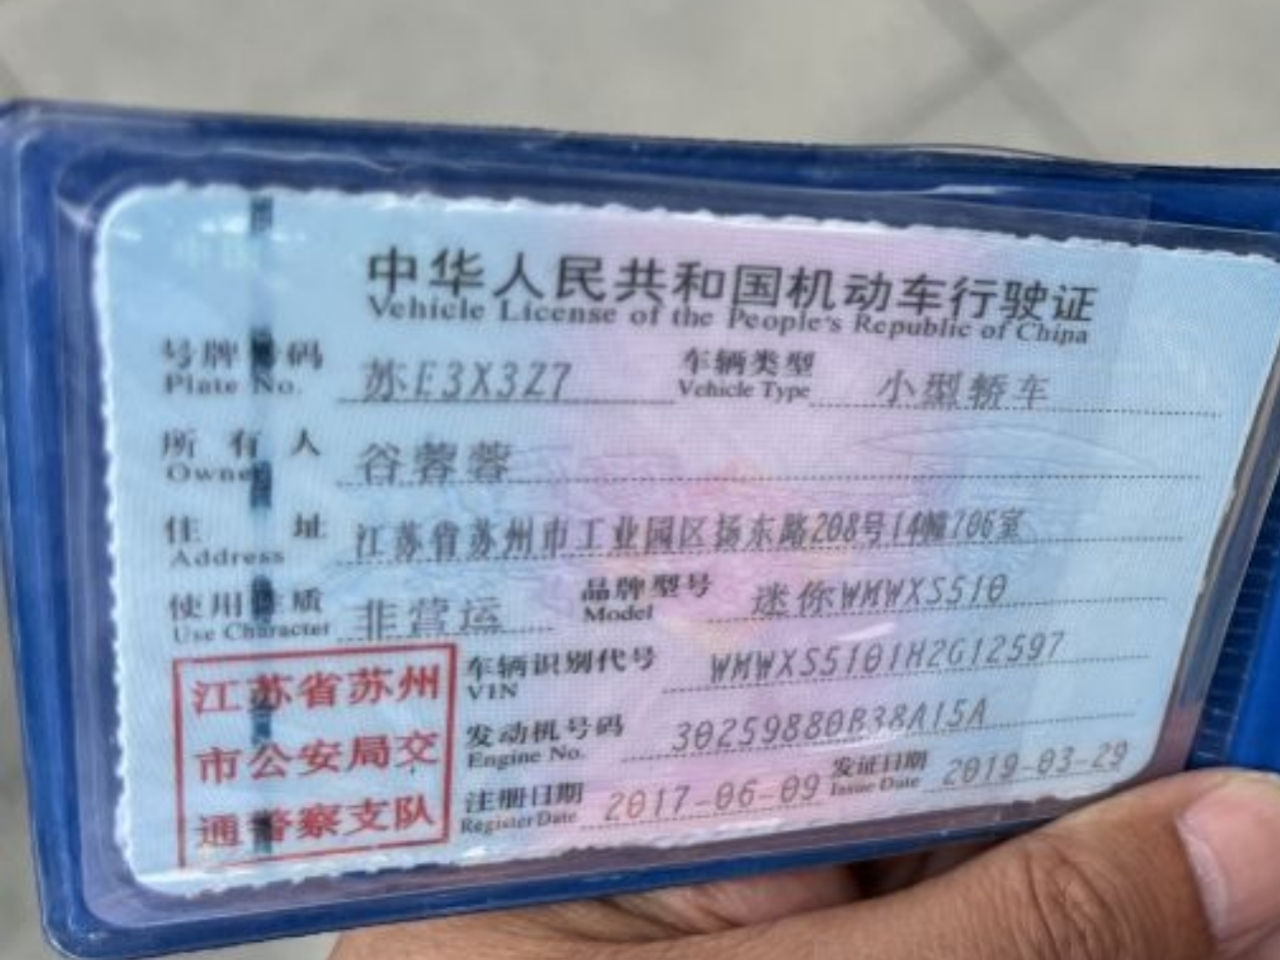 中华人民共和国机动车行驶证
Vehicle License of the People's Republic of China
号牌号码 苏E3X3Z7 车辆类型 小型轿车
Plate No. Vehicle Type
所有人 谷蓉蓉
Owner
住址 江苏省苏州市工业园区扬东路208号14幢706室
Address
使用性质 非营运 品牌型号 迷你WMWXS510
Use Character Model
江苏省苏州
市公安局交
通警察支队
车辆识别代号 WMWXS5101H2G12597
VIN
发动机号码 30259880B38A15A
Engine No.
注册日期 2017-06-09 发证日期 2019-03-29
Register Date Issue Date